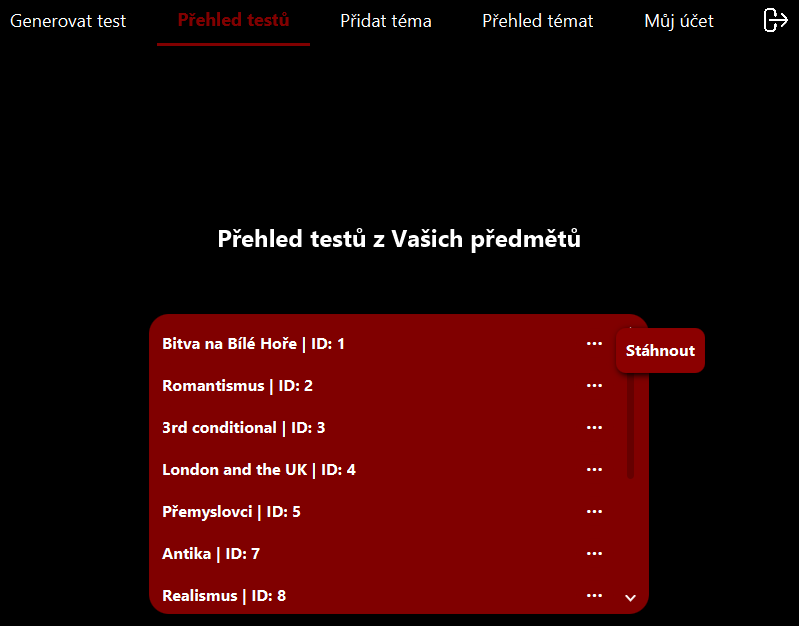 Generovat test Přehled testů Přidat téma Přehled témat Můj účet
Přehled testů z Vašich předmětů
Bitva na Bílé Hoře | ID: 1 ...
Stáhnout
Romantismus | ID: 2 ...
3rd conditional | ID: 3 ...
London and the UK | ID: 4 ...
Přemyslovci | ID: 5 ...
Antika | ID: 7 ...
Realismus | ID: 8 ...